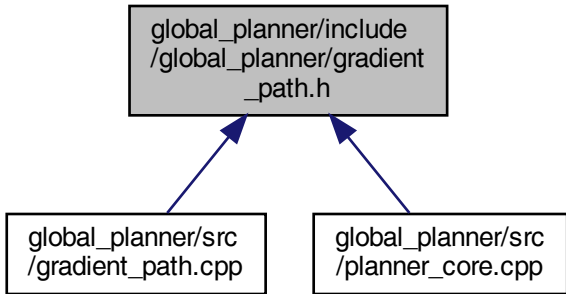 global_planner/include
/global_planner/gradient
_path.h
global_planner/src
/gradient_path.cpp
global_planner/src
/planner_core.cpp